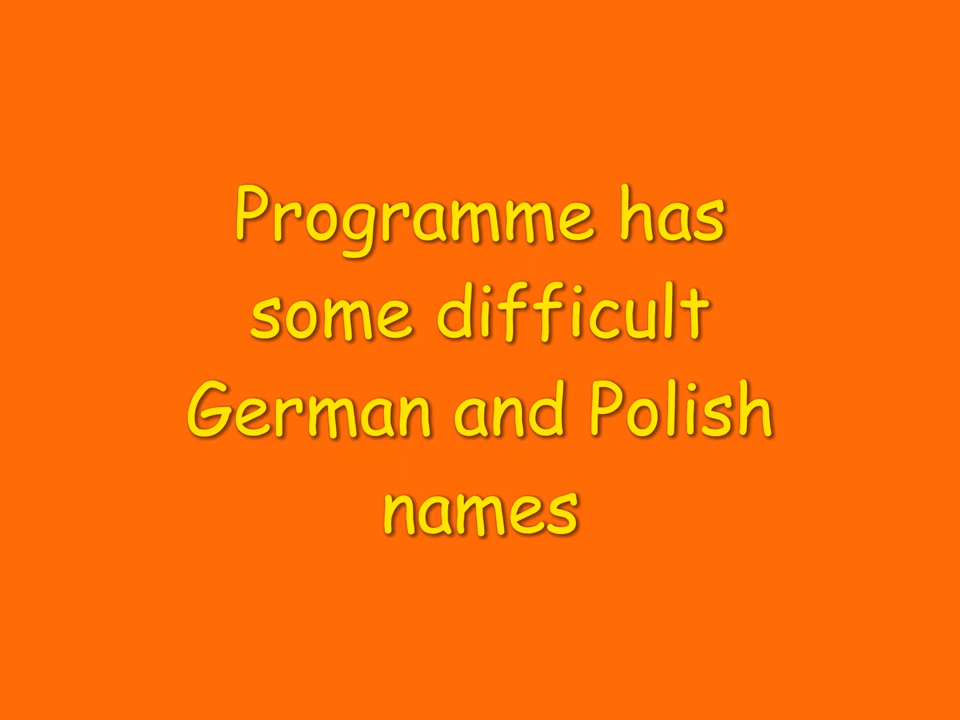 Programme has
some difficult
German and Polish
names